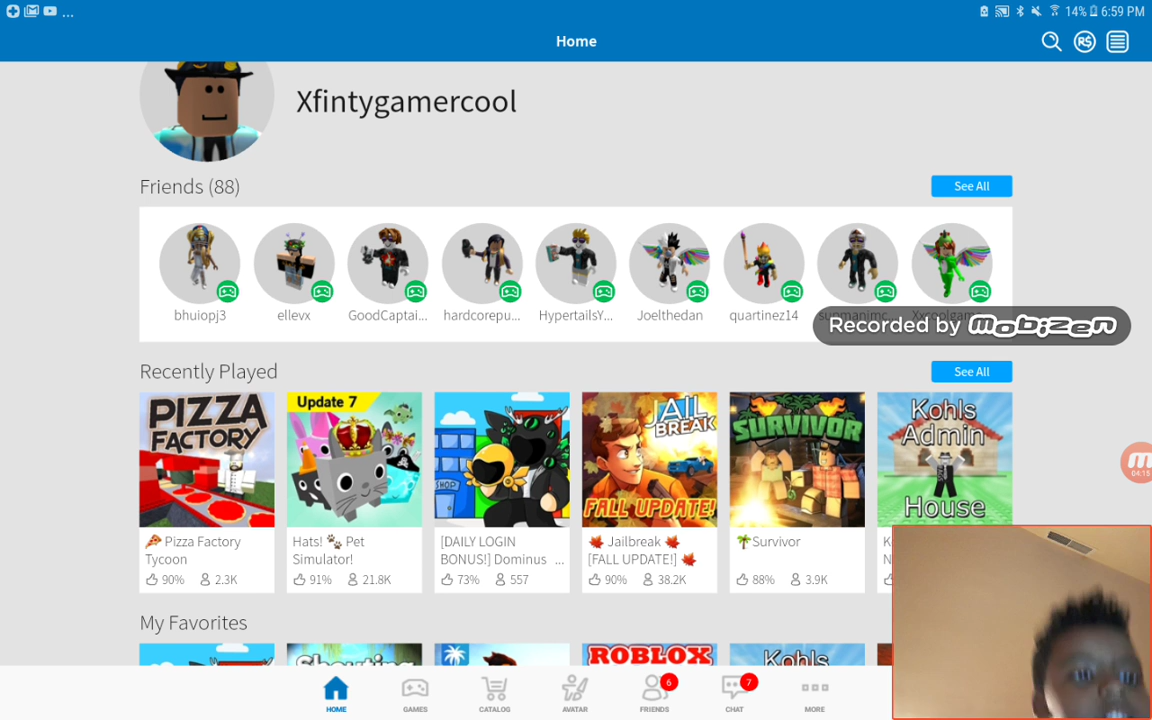 ... 14% 6:59 PM
Home
R$
Xfintygamercool
Friends (88)
See All
bhuiopj3 ellevx GoodCaptai... hardcorepu... HypertailsY... Joelthedan quartinez14
Recorded by mobizen
Recently Played
See All
PIZZA FACTORY
Update 7
SHOP
JAIL BREAK
FALL UPDATE!
SURVIVOR
Kohls Admin House
04:15
🍕 Pizza Factory Tycoon
90% 2.3K
Hats! 🐾 Pet Simulator!
91% 21.8K
[DAILY LOGIN BONUS!] Dominus ...
73% 557
🍁 Jailbreak 🍁 [FALL UPDATE!] 🍁
90% 38.2K
🌴Survivor
88% 3.9K
My Favorites
Shouting
ROBLOX
Kohls
HOME GAMES CATALOG AVATAR 6 FRIENDS 7 CHAT MORE